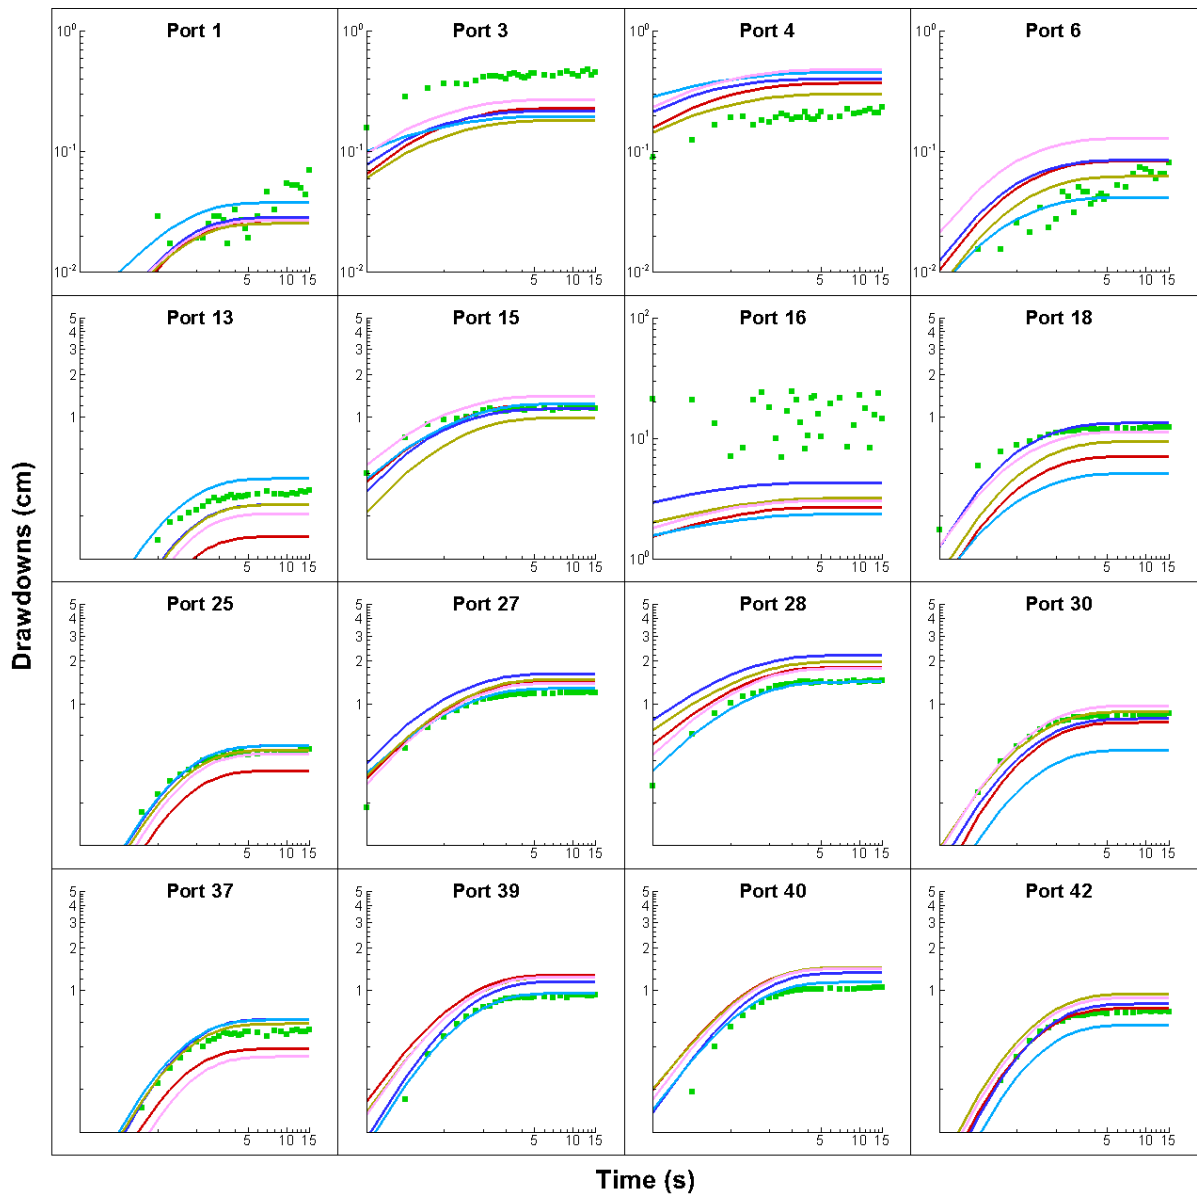 Port 1
10⁰
10⁻¹
10⁻²
5 10 15
Port 3
10⁰
10⁻¹
10⁻²
5 10 15
Port 4
10⁰
10⁻¹
10⁻²
5 10 15
Port 6
10⁰
10⁻¹
10⁻²
5 10 15
Port 13
5
4
3
2
1
5 10 15
Port 15
5
4
3
2
1
5 10 15
Port 16
10²
10¹
10⁰
5 10 15
Port 18
5
4
3
2
1
5 10 15
Port 25
5
4
3
2
1
5 10 15
Port 27
5
4
3
2
1
5 10 15
Port 28
5
4
3
2
1
5 10 15
Port 30
5
4
3
2
1
5 10 15
Port 37
5
4
3
2
1
5 10 15
Port 39
5
4
3
2
1
5 10 15
Port 40
5
4
3
2
1
5 10 15
Port 42
5
4
3
2
1
5 10 15
Drawdowns (cm)
Time (s)